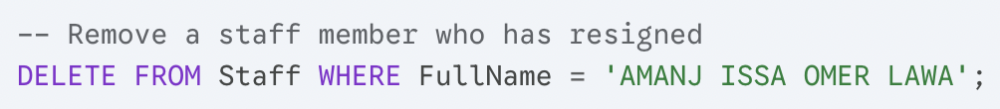 -- Remove a staff member who has resigned
DELETE FROM Staff WHERE FullName = 'AMANJ ISSA OMER LAWA';